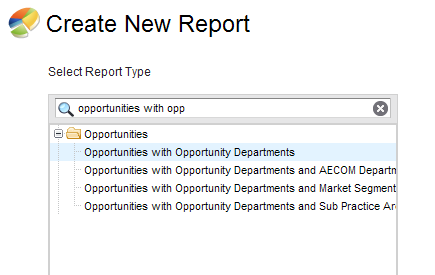 Create New Report
Select Report Type
opportunities with opp
Opportunities
Opportunities with Opportunity Departments
Opportunities with Opportunity Departments and AECOM Departm
Opportunities with Opportunity Departments and Market Segment
Opportunities with Opportunity Departments and Sub Practice Ar